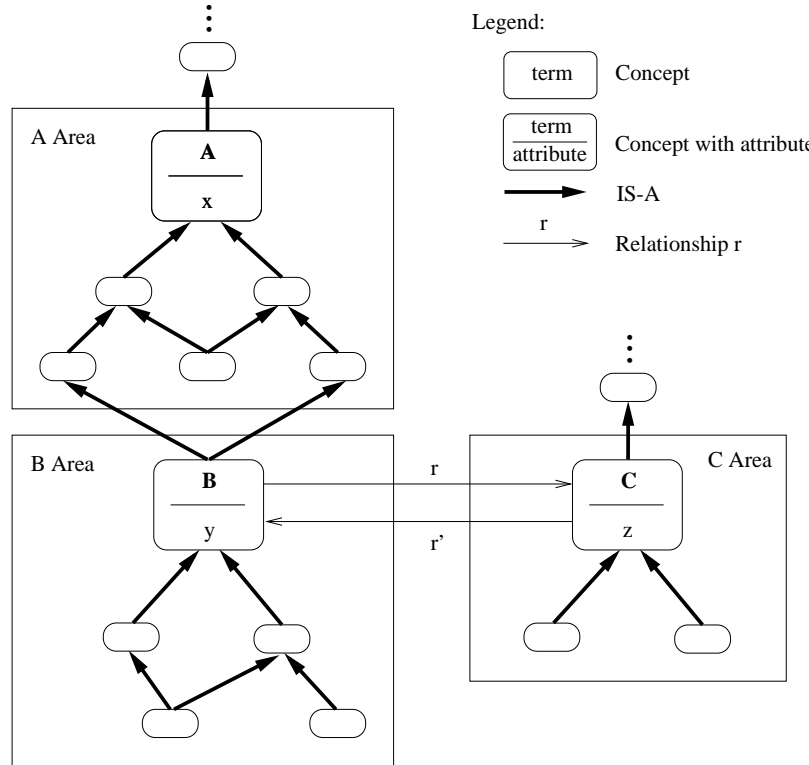 Legend:
term
Concept
term
attribute
Concept with attribute
IS-A
r
Relationship r
A Area
A
x
B Area
B
y
r
r'
C Area
C
z